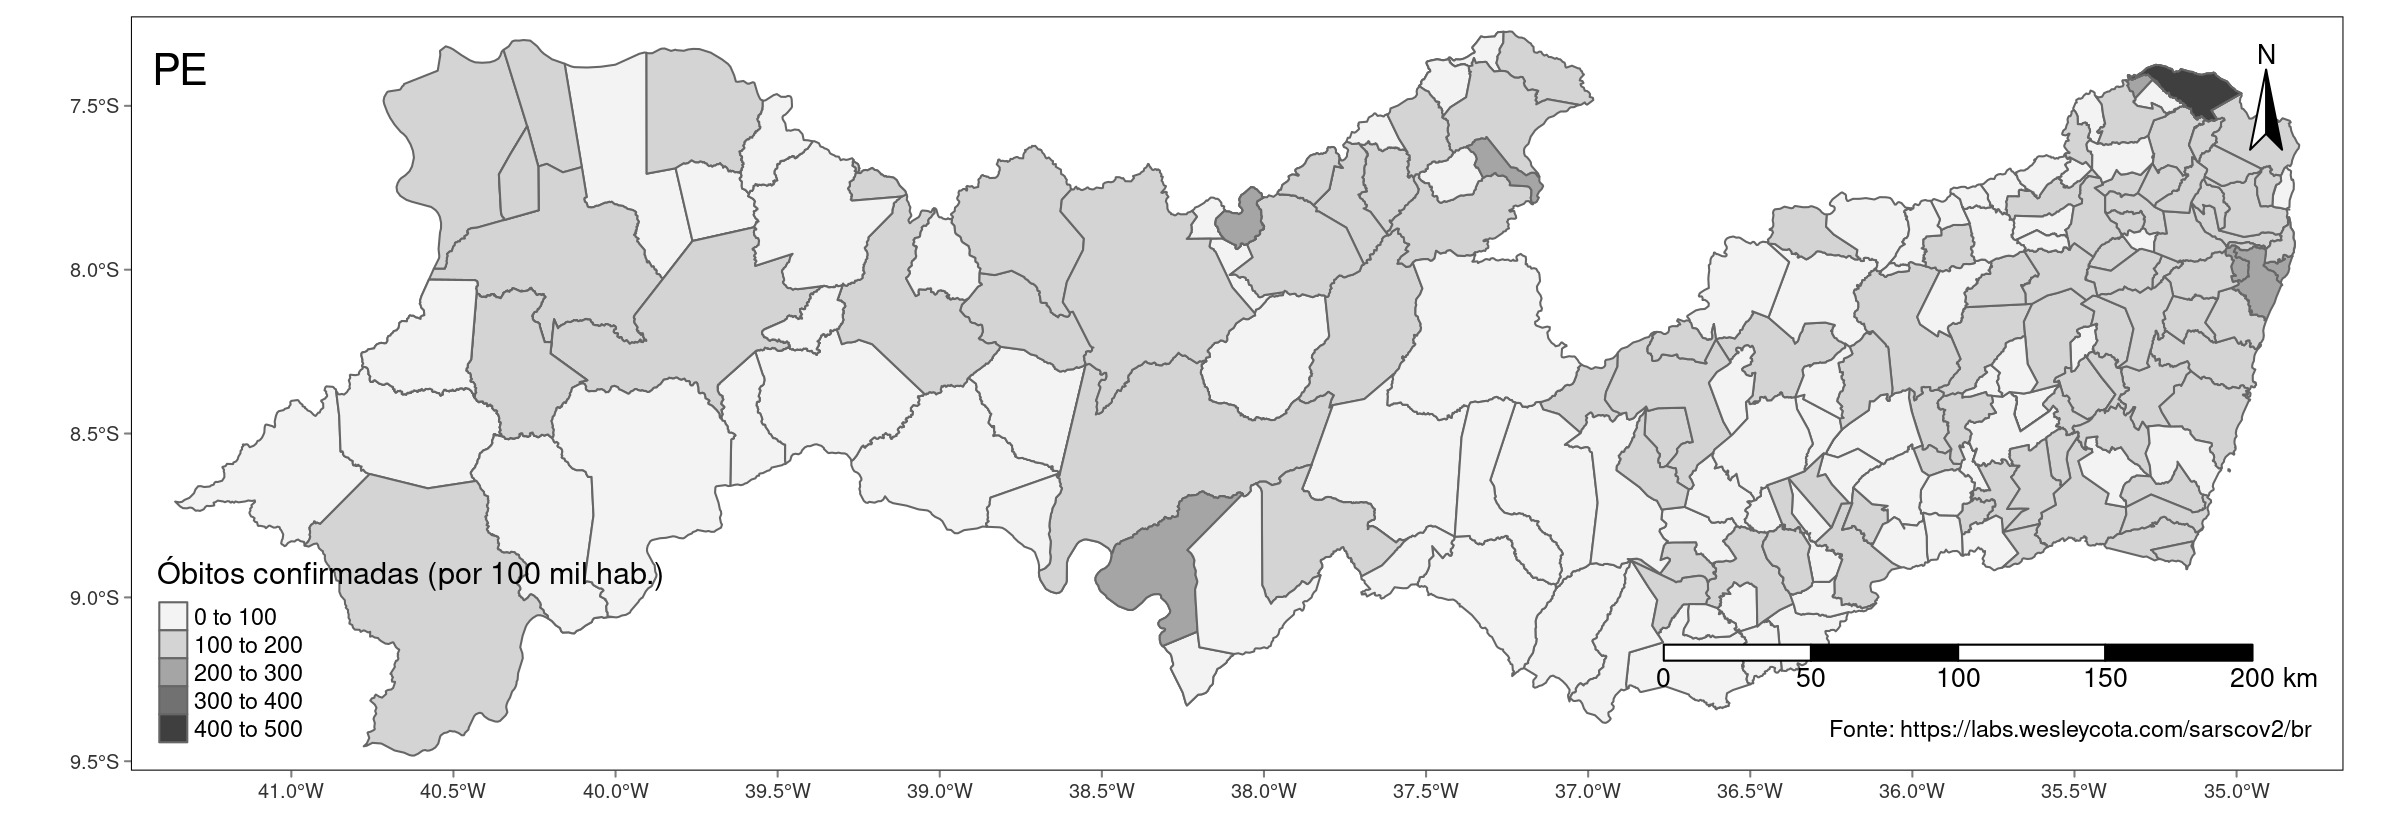 PE
N
7.5°S
8.0°S
8.5°S
9.0°S
9.5°S
Óbitos confirmadas (por 100 mil hab.)
0 to 100
100 to 200
200 to 300
300 to 400
400 to 500
0 50 100 150 200 km
Fonte: https://labs.wesleycota.com/sarscov2/br
41.0°W 40.5°W 40.0°W 39.5°W 39.0°W 38.5°W 38.0°W 37.5°W 37.0°W 36.5°W 36.0°W 35.5°W 35.0°W